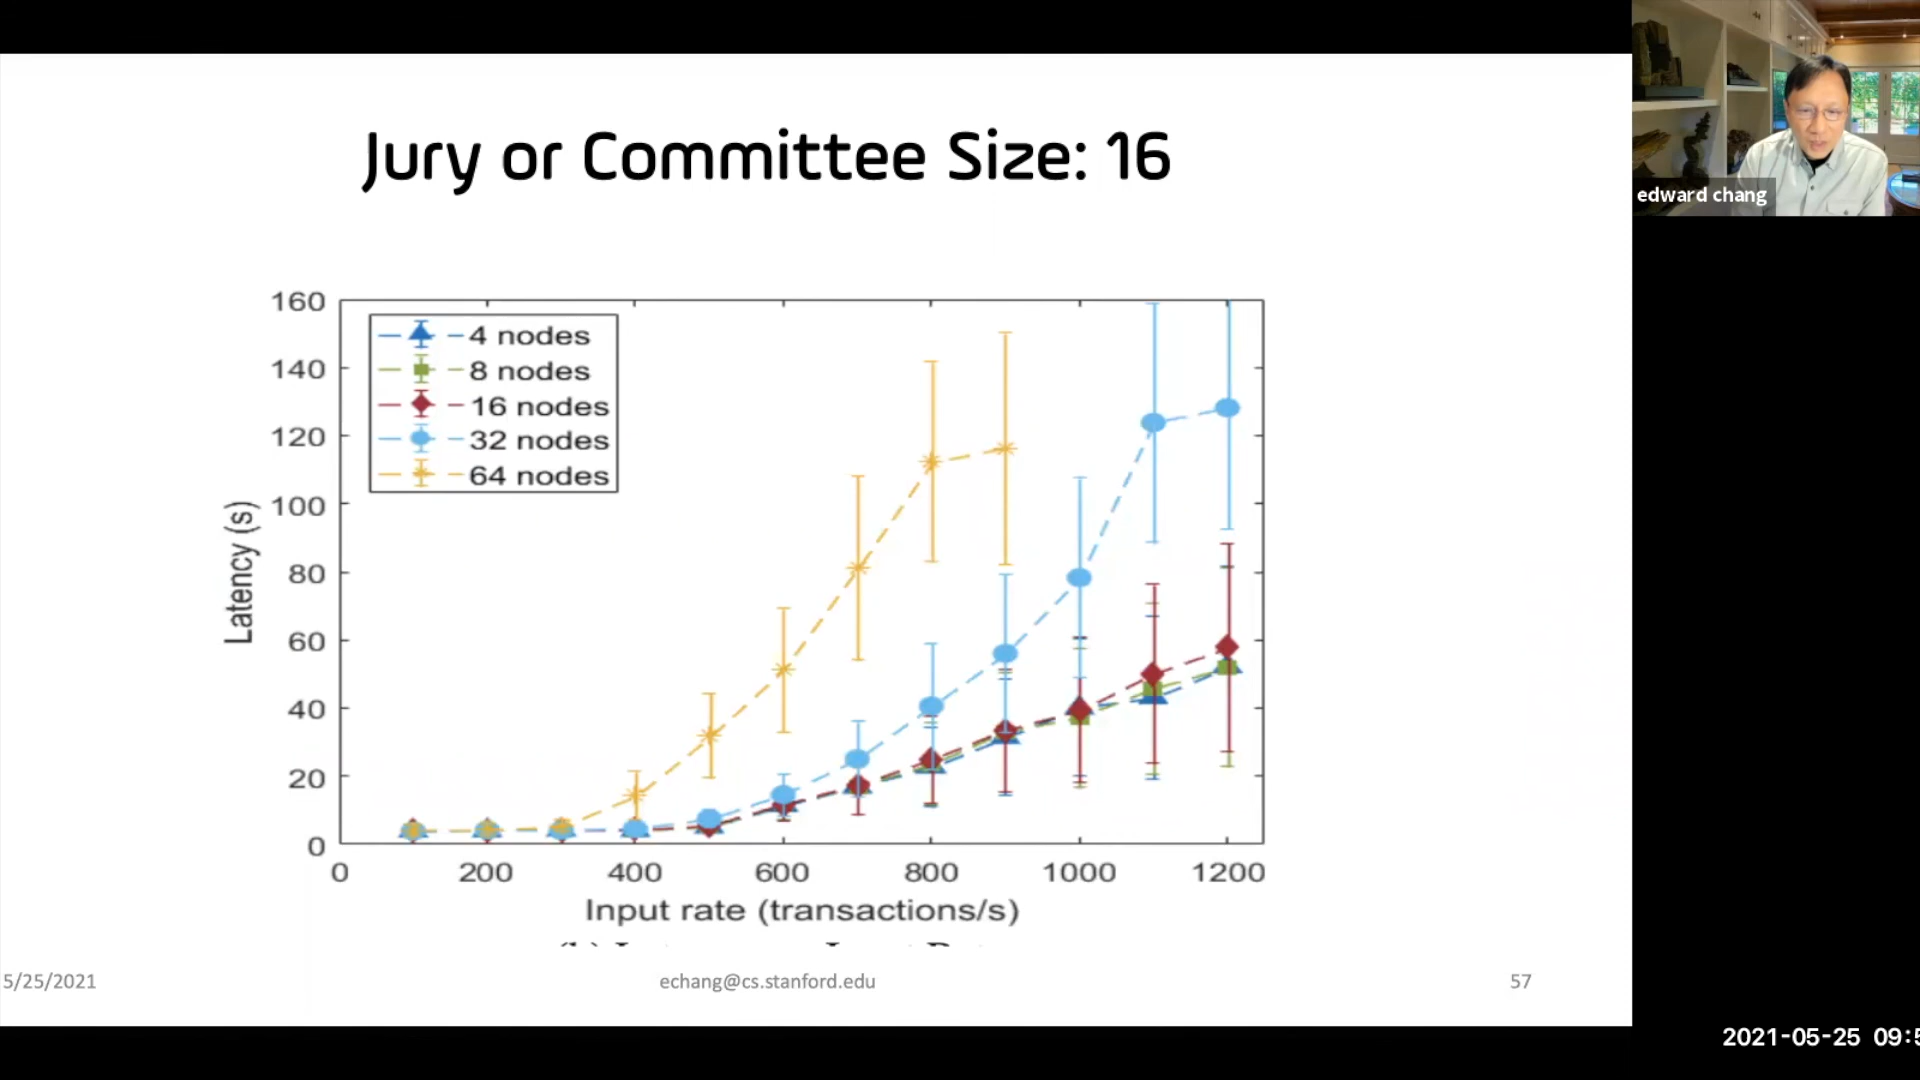 Jury or Committee Size: 16
edward chang
160
140
120
100
80
60
40
20
0
4 nodes
8 nodes
16 nodes
32 nodes
64 nodes
Latency (s)
0 200 400 600 800 1000 1200
Input rate (transactions/s)
5/25/2021
echang@cs.stanford.edu
57
2021-05-25 09:5